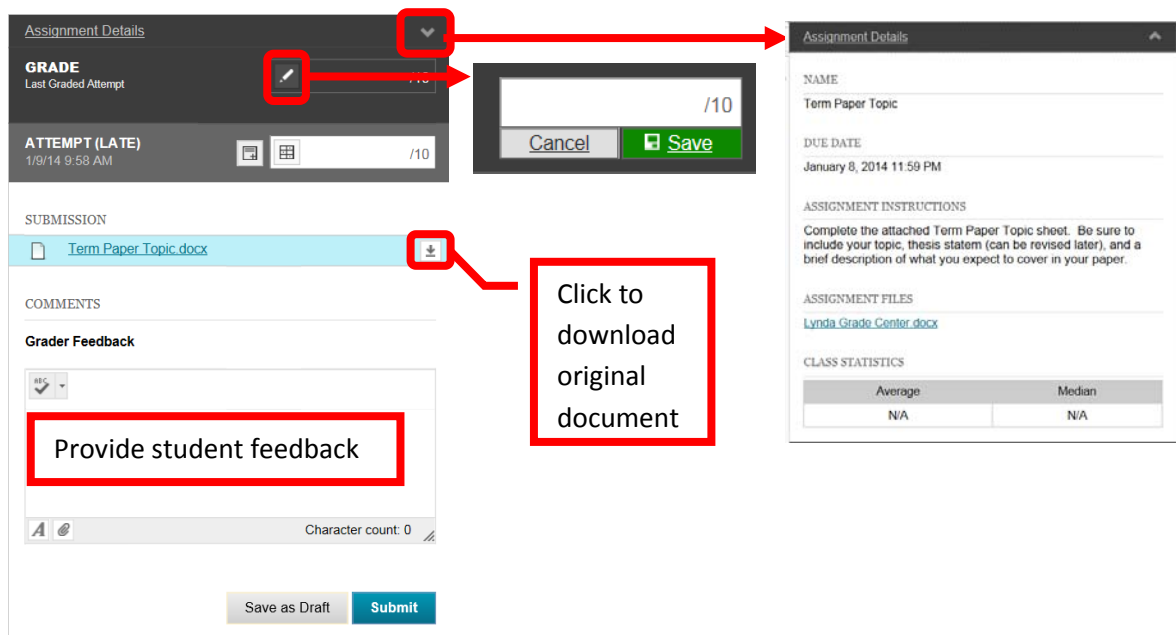 Assignment Details
GRADE
Last Graded Attempt
ATTEMPT (LATE)
1/9/14 9:58 AM
/10
SUBMISSION
Term Paper Topic.docx
COMMENTS
Grader Feedback
ABC
Provide student feedback
A
Character count: 0
Save as Draft
Submit
/10
Cancel
Save
Click to
download
original
document
Assignment Details
NAME
Term Paper Topic
DUE DATE
January 8, 2014 11:59 PM
ASSIGNMENT INSTRUCTIONS
Complete the attached Term Paper Topic sheet. Be sure to
include your topic, thesis statem (can be revised later), and a
brief description of what you expect to cover in your paper.
ASSIGNMENT FILES
Lynda Grade Center.docx
CLASS STATISTICS
Average Median
N/A N/A